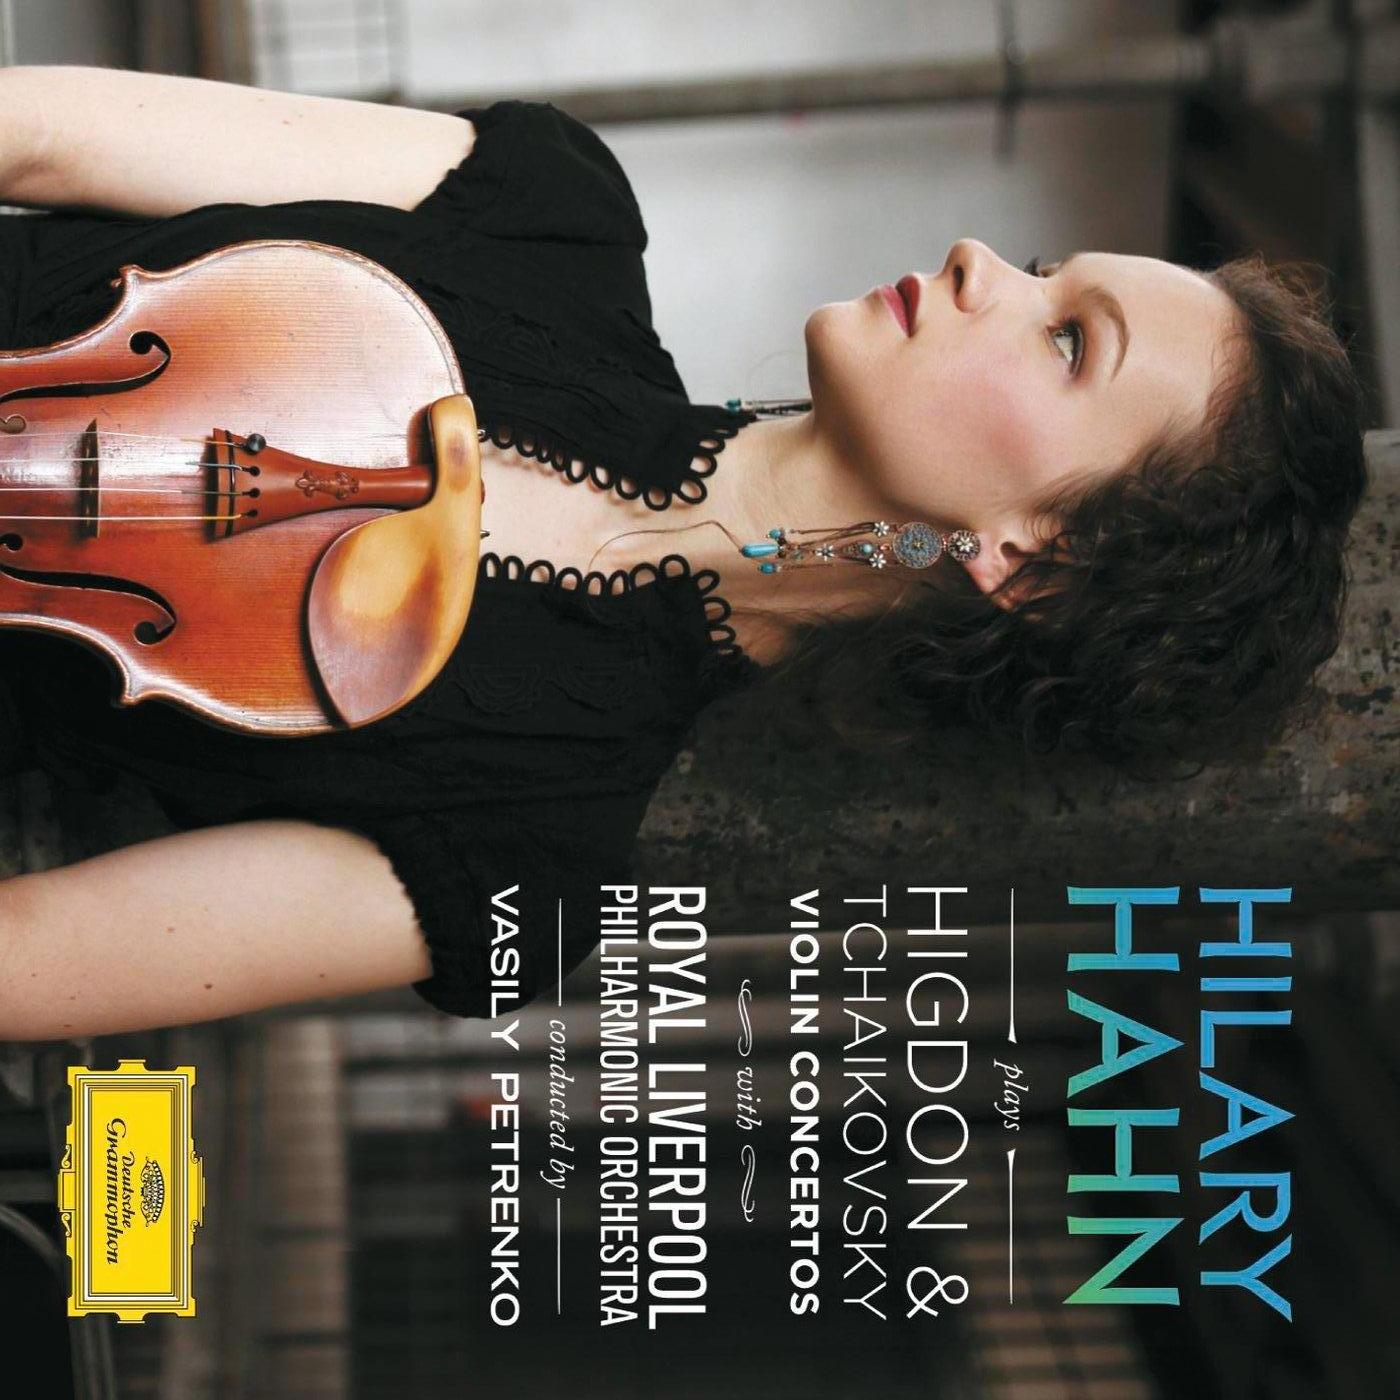 HILARY
HAHN
plays
HIGDON &
TCHAIKOVSKY
VIOLIN CONCERTOS
with
ROYAL LIVERPOOL
PHILHARMONIC ORCHESTRA
conducted by
VASILY PETRENKO
Deutsche
Grammophon